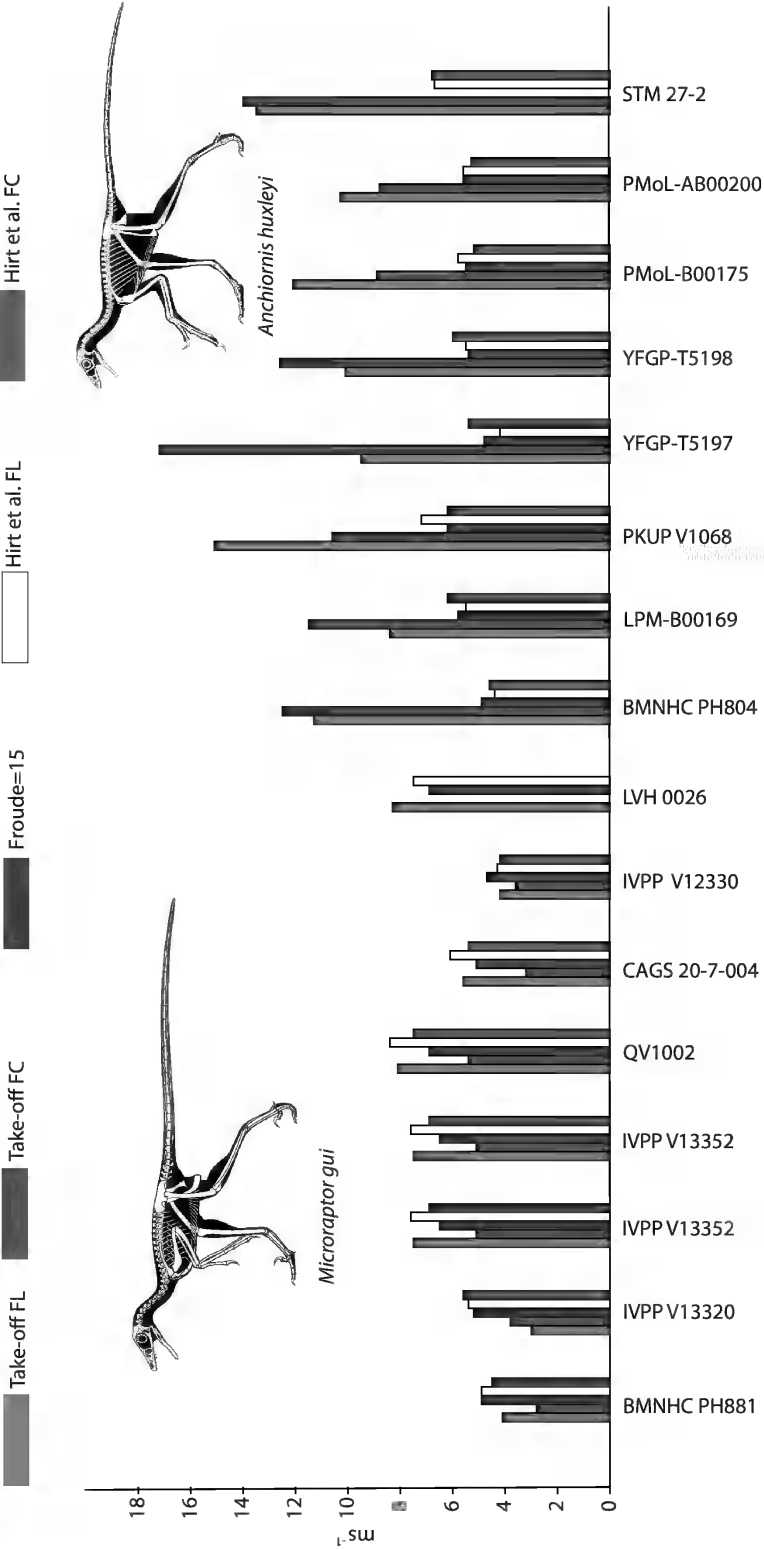 Take-off FL
Take-off FC
Froude=15
Hirt et al. FL
Hirt et al. FC
Microraptor gui
Anchiornis huxleyi
ms⁻¹
18
16
14
12
10
8
6
4
2
0
BMNHC PH881
IVPP V13320
IVPP V13352
IVPP V13352
QV1002
CAGS 20-7-004
IVPP V12330
LVH 0026
BMNHC PH804
LPM-B00169
PKUP V1068
YFGP-T5197
YFGP-T5198
PMoL-B00175
PMoL-AB00200
STM 27-2